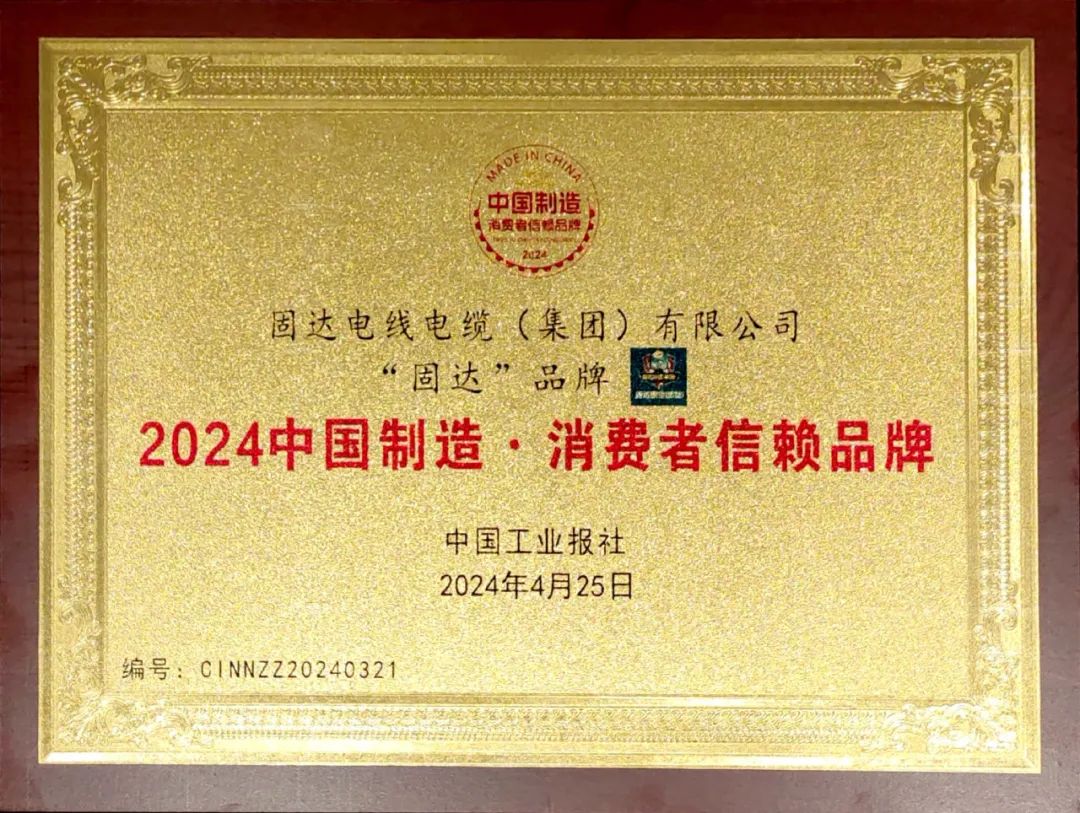 MADE IN CHINA
中国制造
消费者信赖品牌
2024
固达电线电缆（集团）有限公司
“固达”品牌
2024中国制造·消费者信赖品牌
中国工业报社
2024年4月25日
编号：CINNZZ20240321